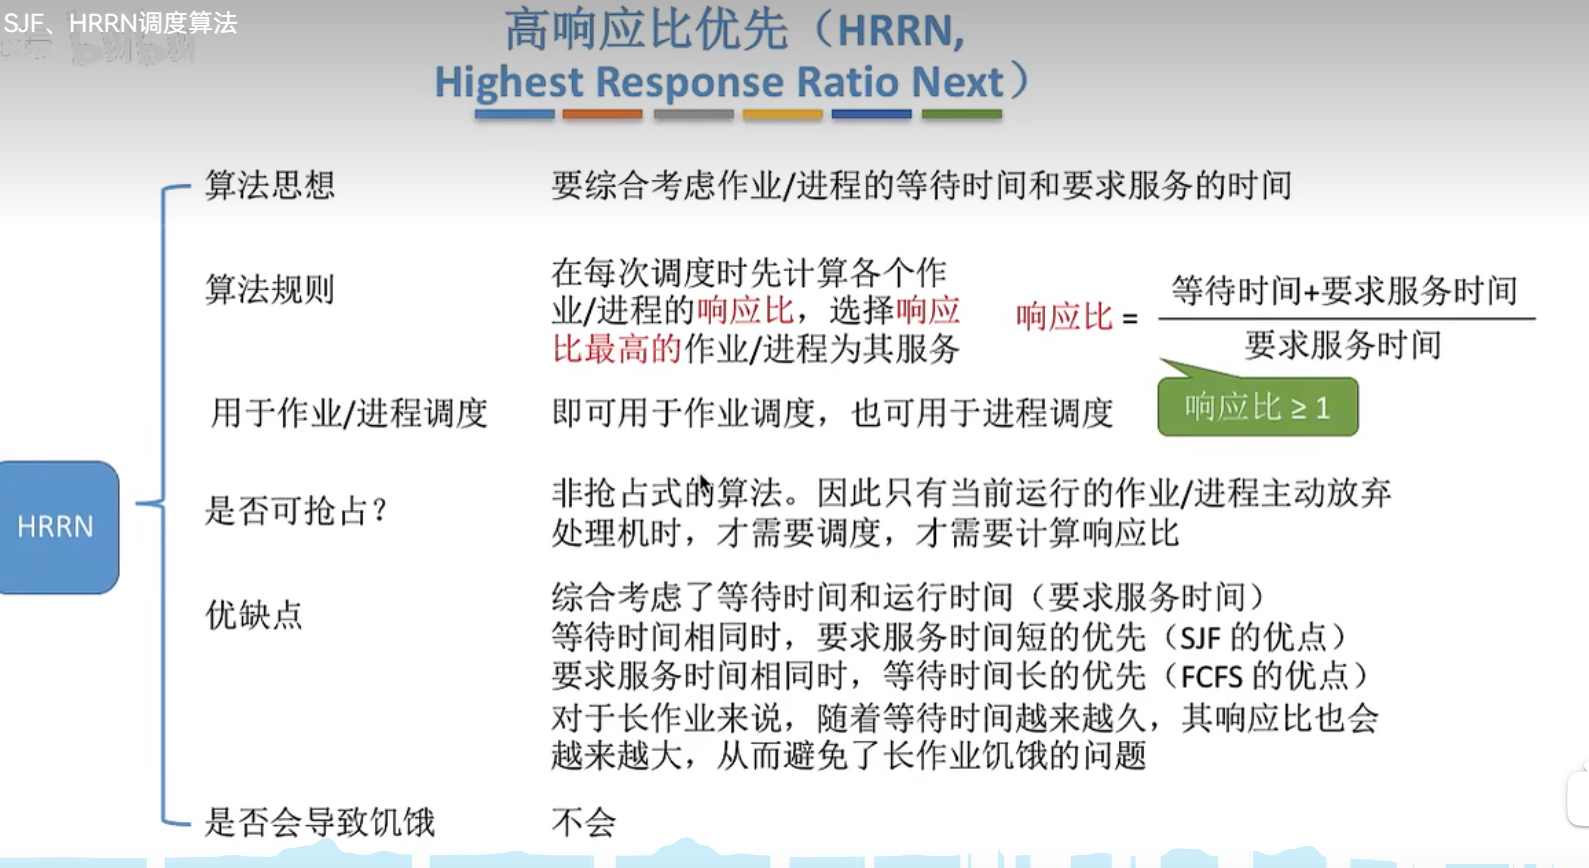 SJF、HRRN调度算法
高响应比优先（HRRN,
Highest Response Ratio Next）
算法思想
要综合考虑作业/进程的等待时间和要求服务的时间
算法规则
在每次调度时先计算各个作
业/进程的响应比，选择响应
比最高的作业/进程为其服务
响应比 =
等待时间+要求服务时间
要求服务时间
响应比 ≥ 1
用于作业/进程调度
即可用于作业调度，也可用于进程调度
HRRN
是否可抢占？
非抢占式的算法。因此只有当前运行的作业/进程主动放弃
处理机时，才需要调度，才需要计算响应比
优缺点
综合考虑了等待时间和运行时间（要求服务时间）
等待时间相同时，要求服务时间短的优先（SJF 的优点）
要求服务时间相同时，等待时间长的优先（FCFS 的优点）
对于长作业来说，随着等待时间越来越久，其响应比也会
越来越大，从而避免了长作业饥饿的问题
是否会导致饥饿
不会